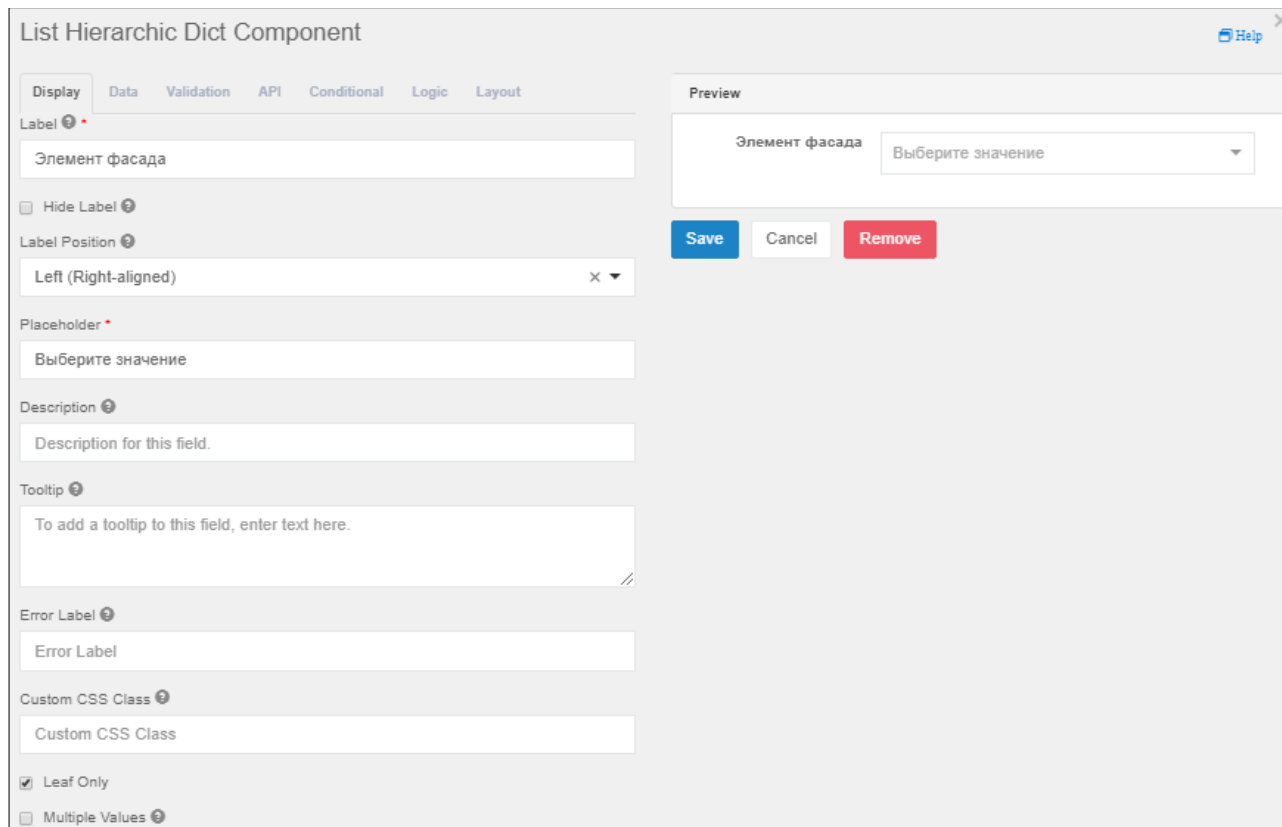 List Hierarchic Dict Component
Help
Display Data Validation API Conditional Logic Layout
Label *
Элемент фасада
Hide Label
Label Position
Left (Right-aligned)
Placeholder *
Выберите значение
Description
Description for this field.
Tooltip
To add a tooltip to this field, enter text here.
Error Label
Error Label
Custom CSS Class
Custom CSS Class
Leaf Only
Multiple Values
Preview
Элемент фасада Выберите значение
Save Cancel Remove